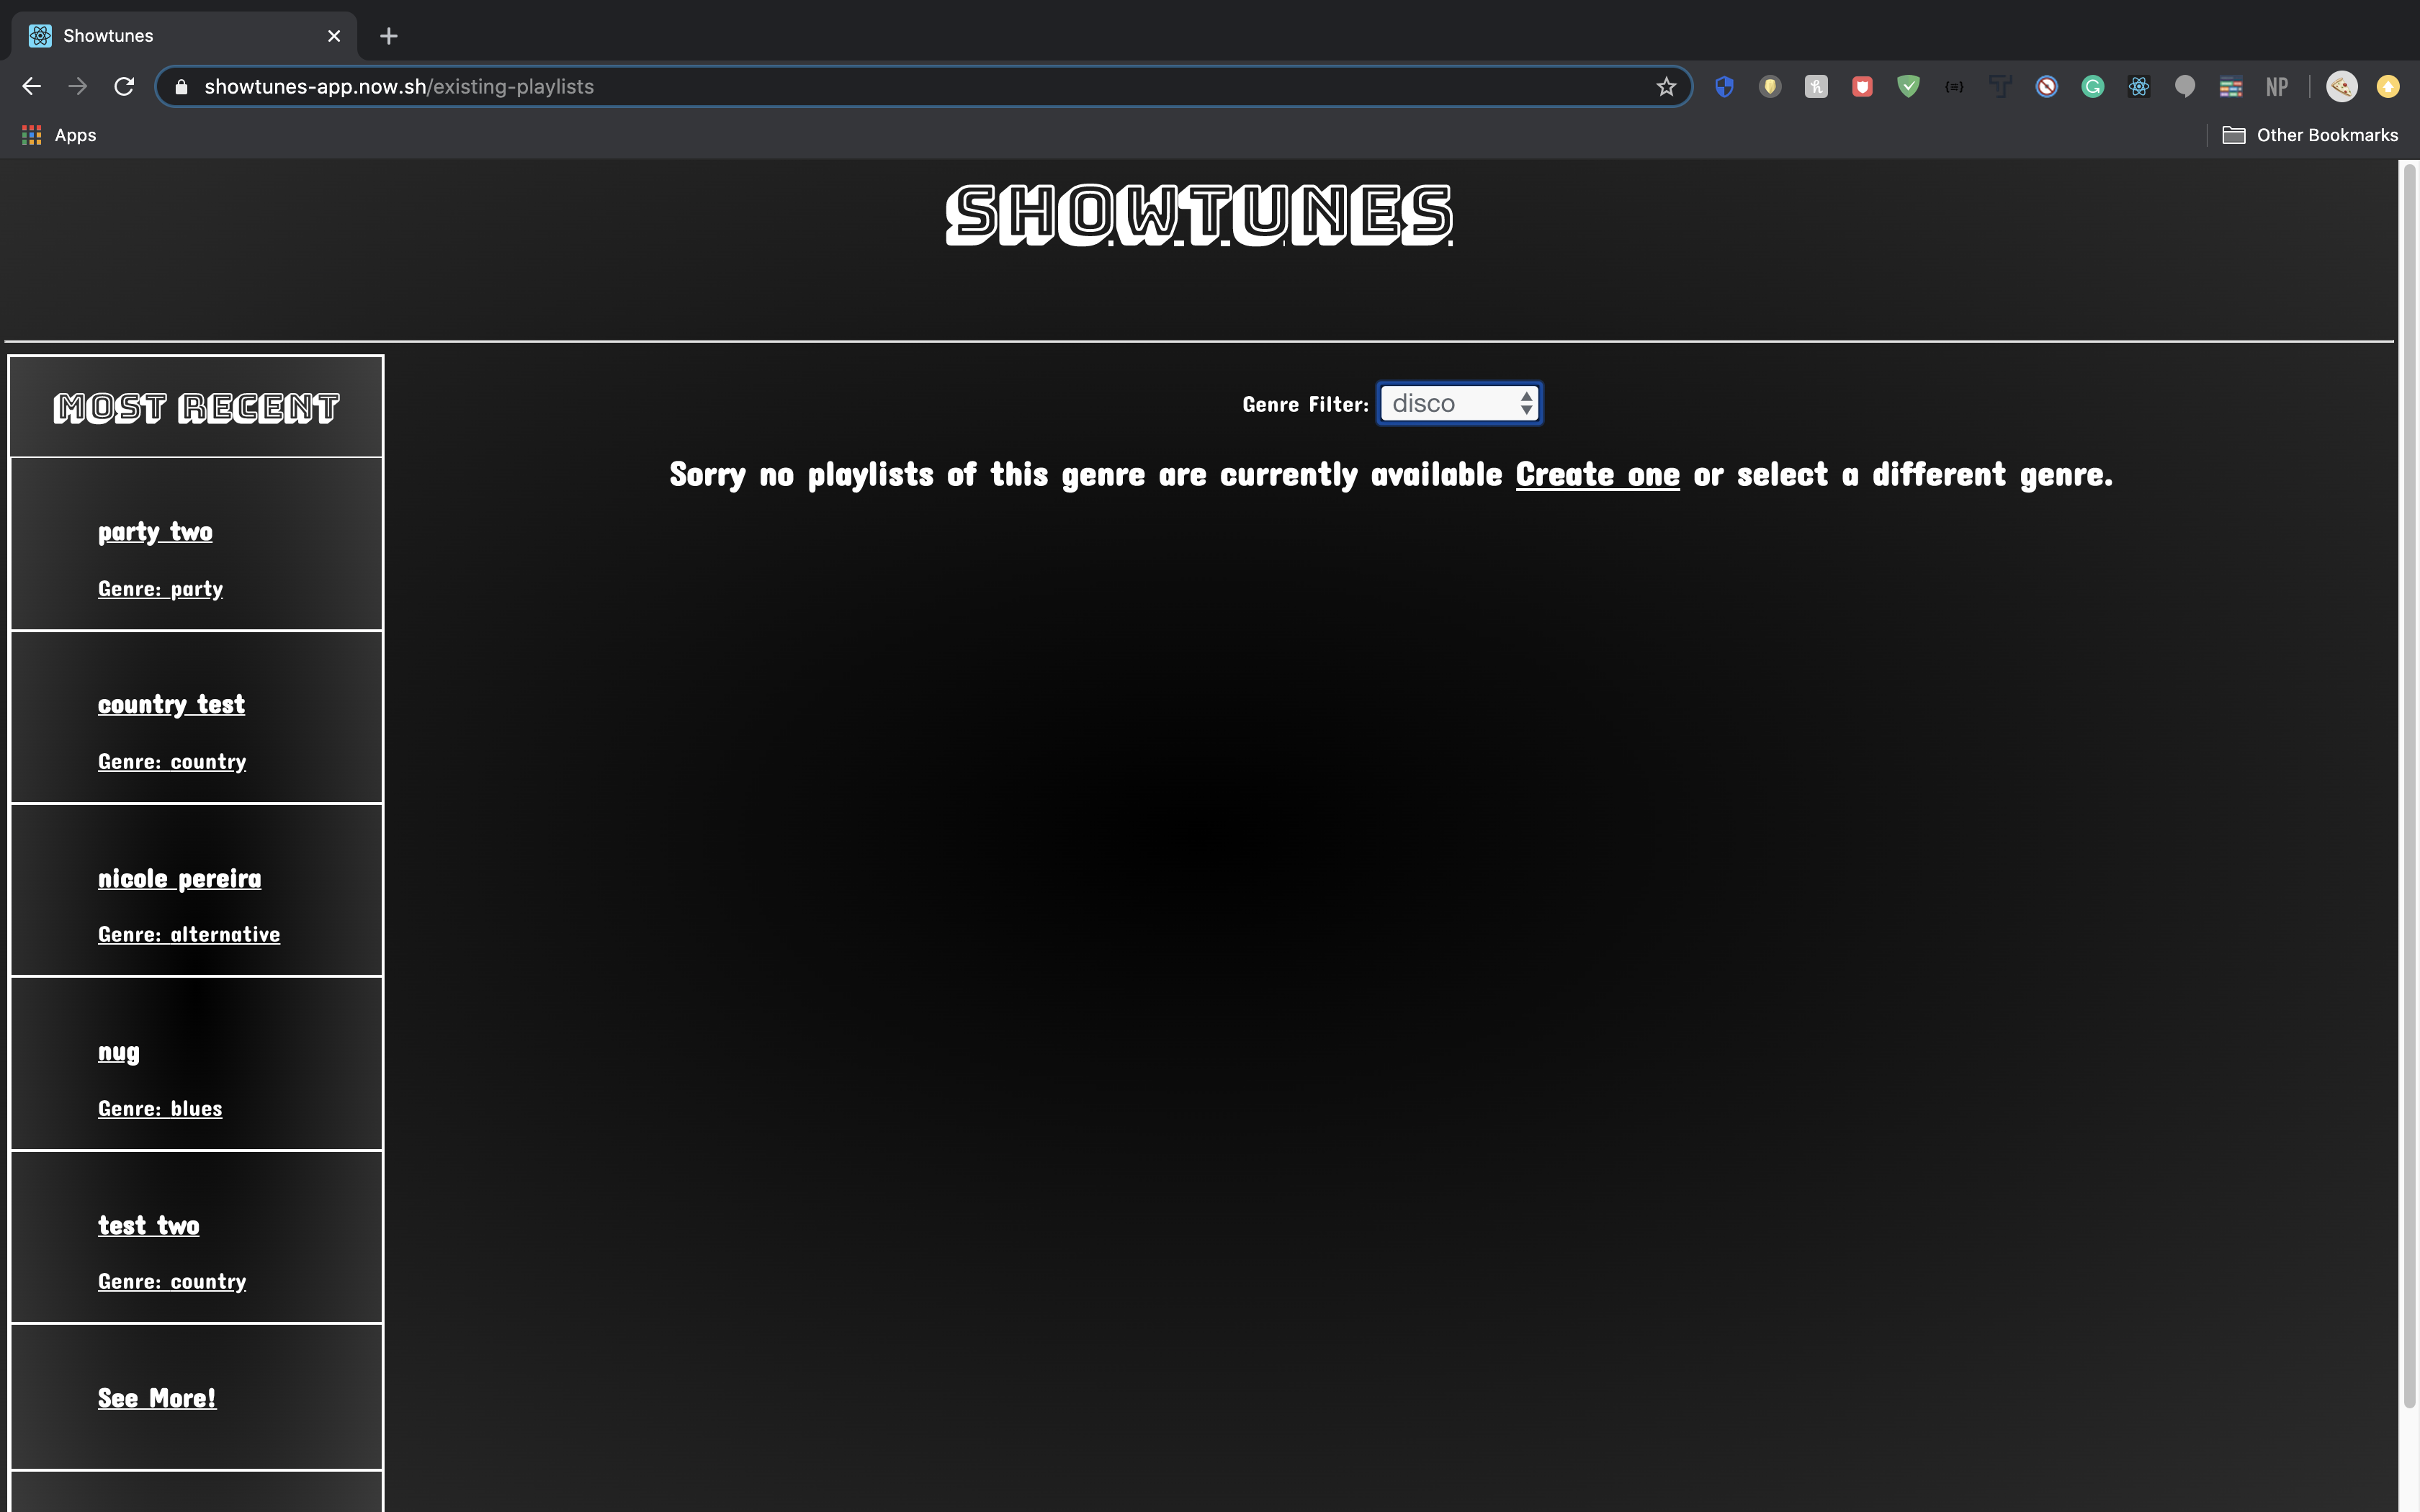 Showtunes
showtunes-app.now.sh/existing-playlists
NP
Apps
Other Bookmarks
SHOWTUNES
MOST RECENT
Genre Filter: disco
Sorry no playlists of this genre are currently available Create one or select a different genre.
party two
Genre: party
country test
Genre: country
nicole pereira
Genre: alternative
nug
Genre: blues
test two
Genre: country
See More!